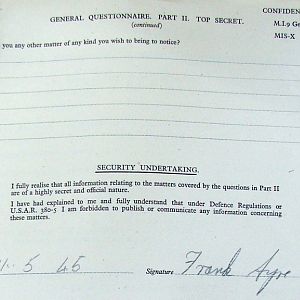 CONFIDEN
GENERAL QUESTIONNAIRE. PART II. TOP SECRET.
M.I.9 Ge
(continued)
MIS-X
you any other matter of any kind you wish to bring to notice?
SECURITY UNDERTAKING.
I fully realise that all information relating to the matters covered by the questions in Part II
are of a highly secret and official nature.
I have had explained to me and fully understand that under Defence Regulations or
U.S.A.R. 380-5 I am forbidden to publish or communicate any information concerning
these matters.
5 45 Signature Frank Ayre